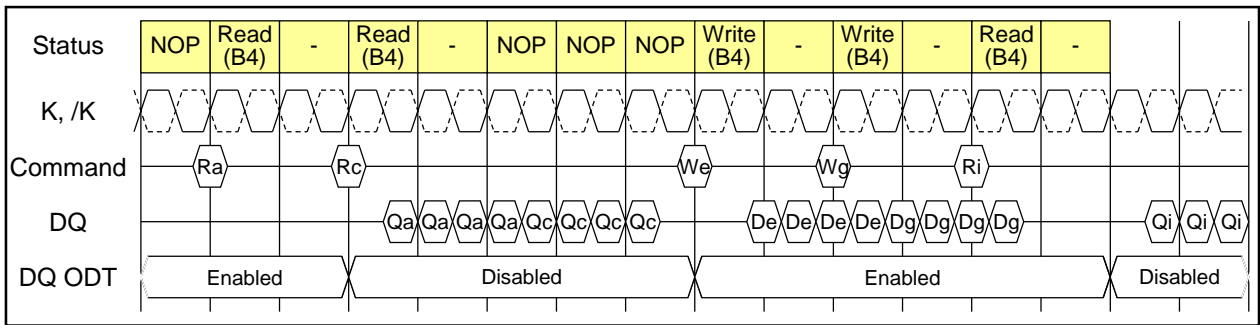 Status NOP Read (B4) - Read (B4) - NOP NOP NOP Write (B4) - Write (B4) - Read (B4) -
K, /K
Command Ra Rc We Wg Ri
DQ Qa Qa Qa Qa Qc Qc Qc Qc De De De De Dg Dg Dg Dg Qi Qi Qi
DQ ODT Enabled Disabled Enabled Disabled